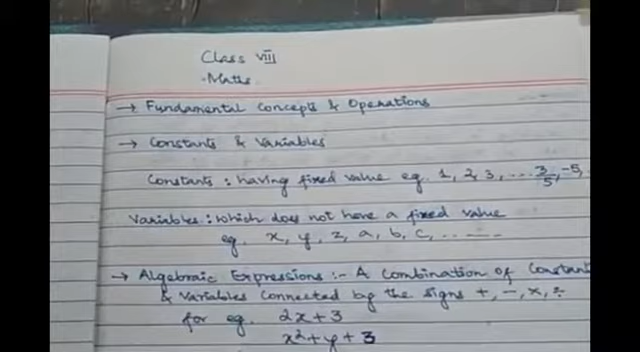 Class VIII
Maths
→ Fundamental Concepts & Operations
→ Constants & Variables
Constants : having fixed value eg. 1, 2, 3, ... 3/5, -5
Variables : which does not have a fixed value
eg. x, y, z, a, b, c, ........
→ Algebraic Expressions :- A Combination of Constants
& Variables connected by the signs +, -, ×, ÷
for eg. 2x + 3
x² + y + 3